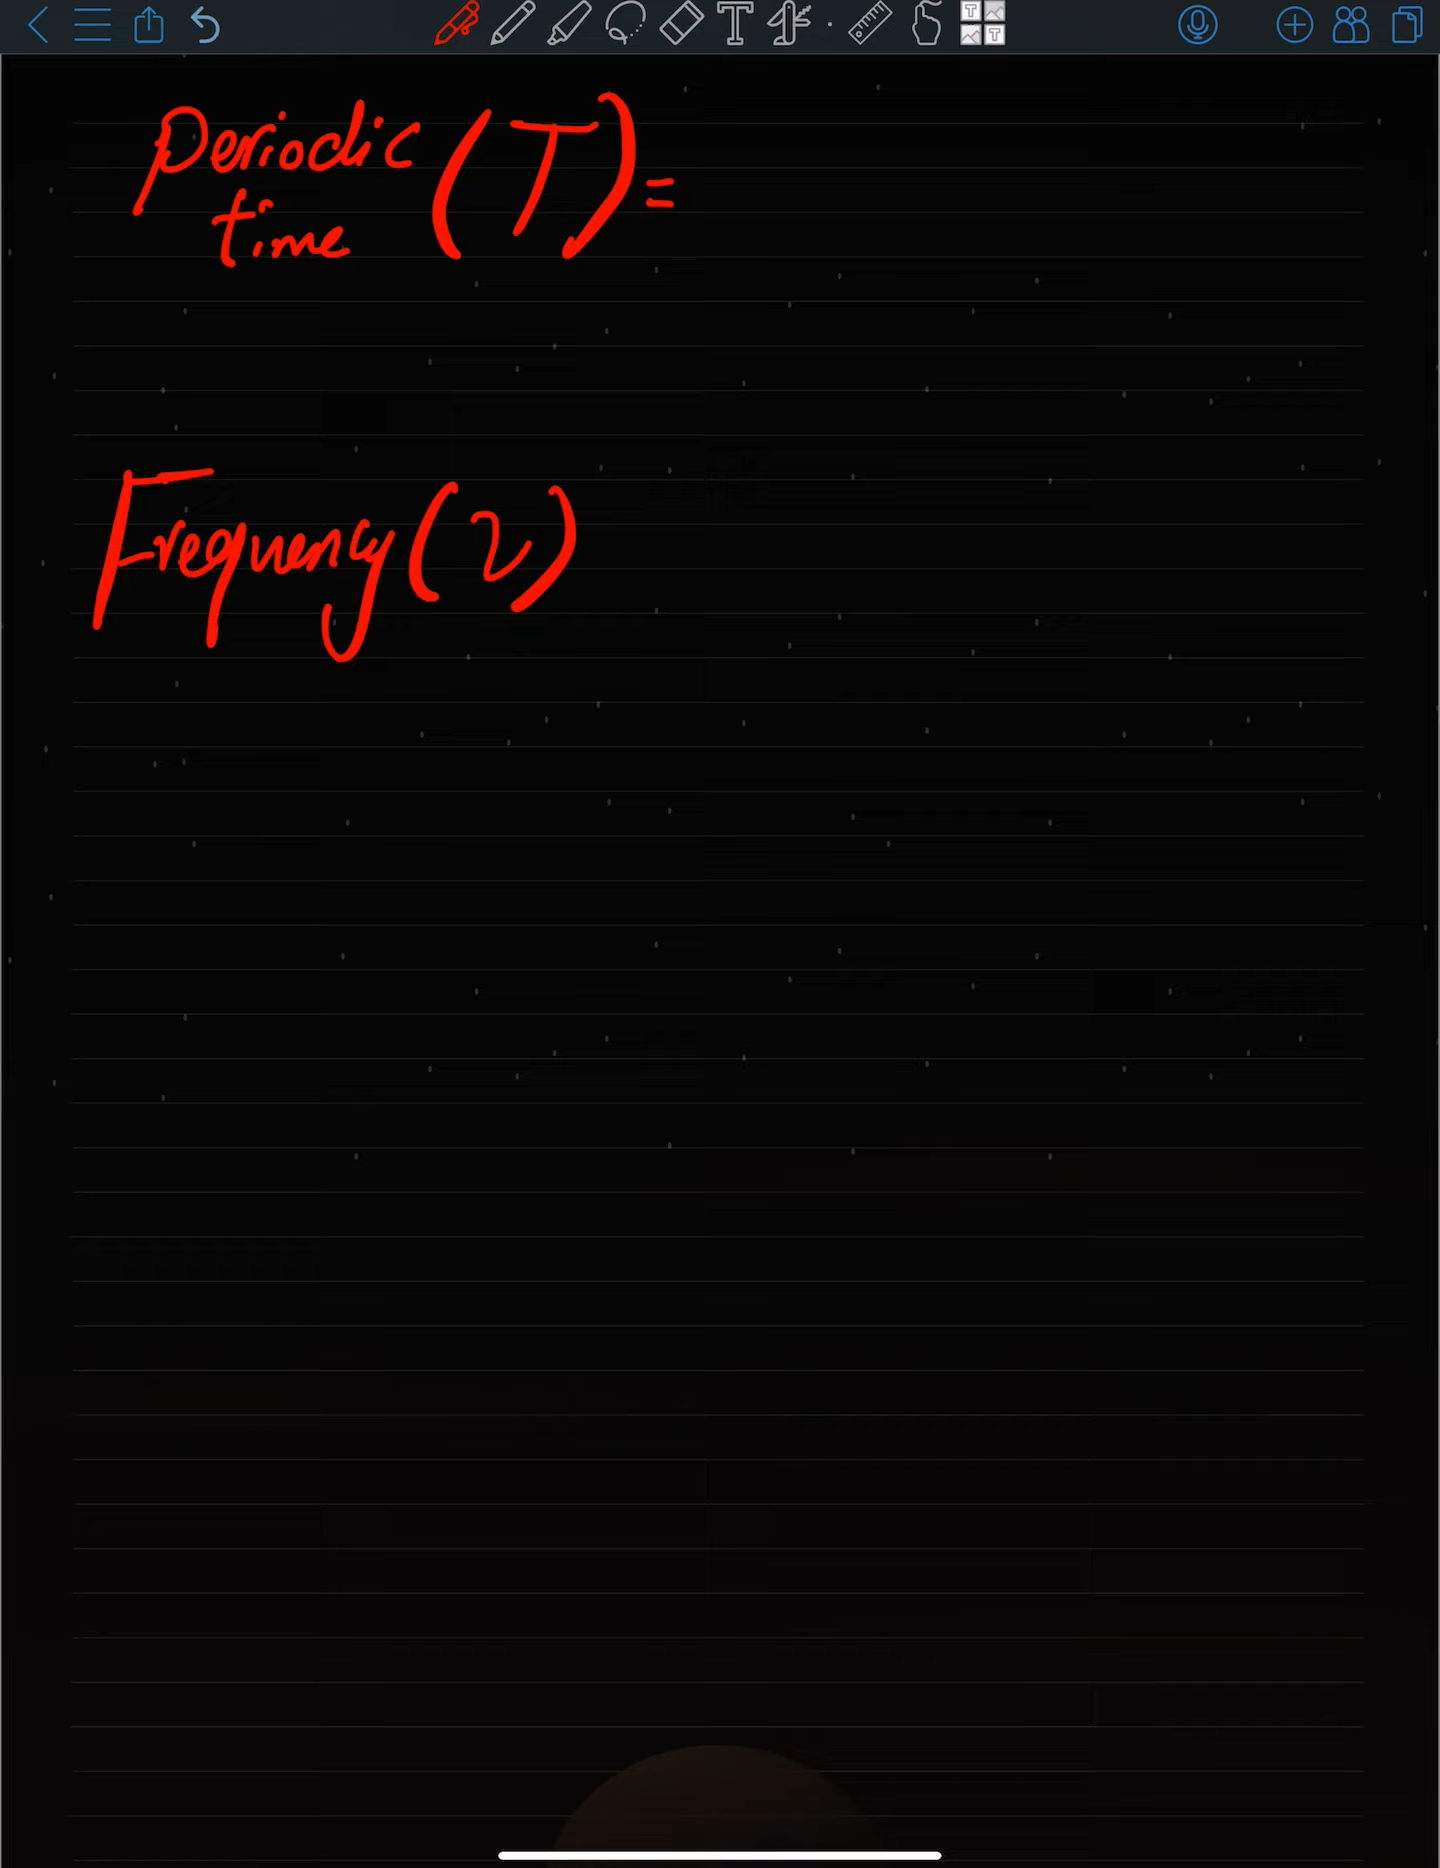 Periodic (T) =
time
Frequency (ν)